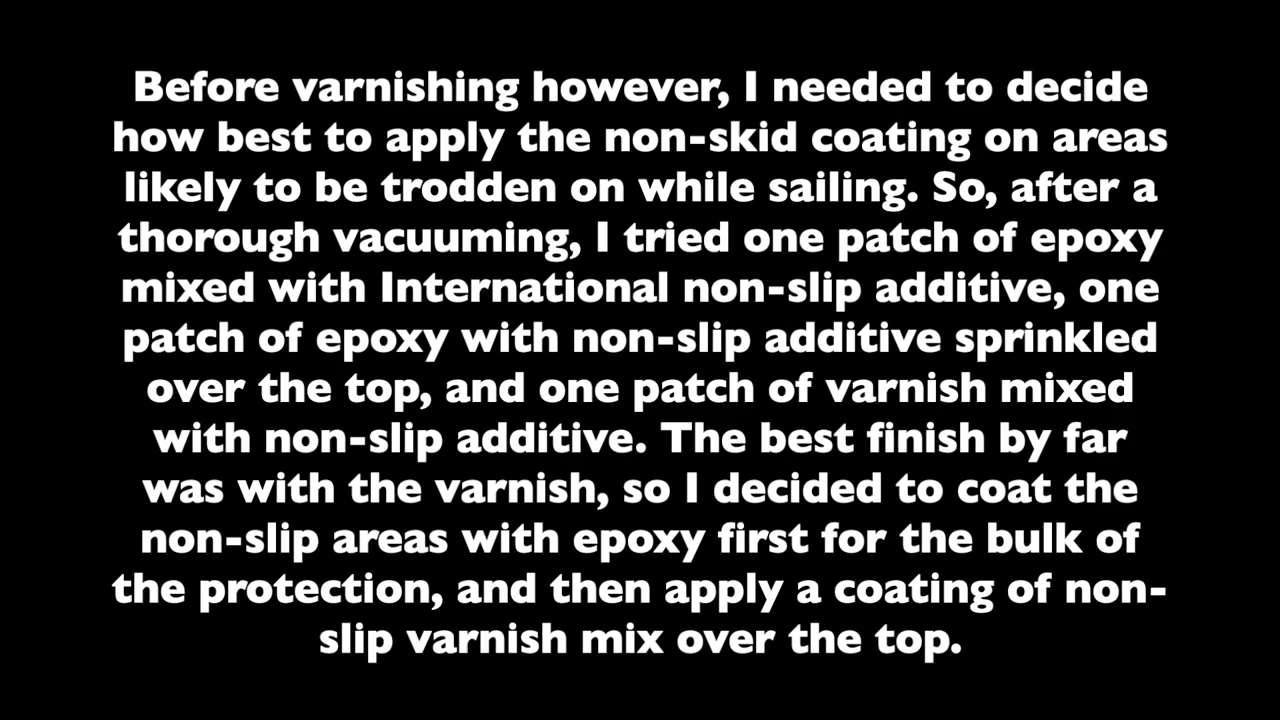 Before varnishing however, I needed to decide
how best to apply the non-skid coating on areas
likely to be trodden on while sailing. So, after a
thorough vacuuming, I tried one patch of epoxy
mixed with International non-slip additive, one
patch of epoxy with non-slip additive sprinkled
over the top, and one patch of varnish mixed
with non-slip additive. The best finish by far
was with the varnish, so I decided to coat the
non-slip areas with epoxy first for the bulk of
the protection, and then apply a coating of non-
slip varnish mix over the top.